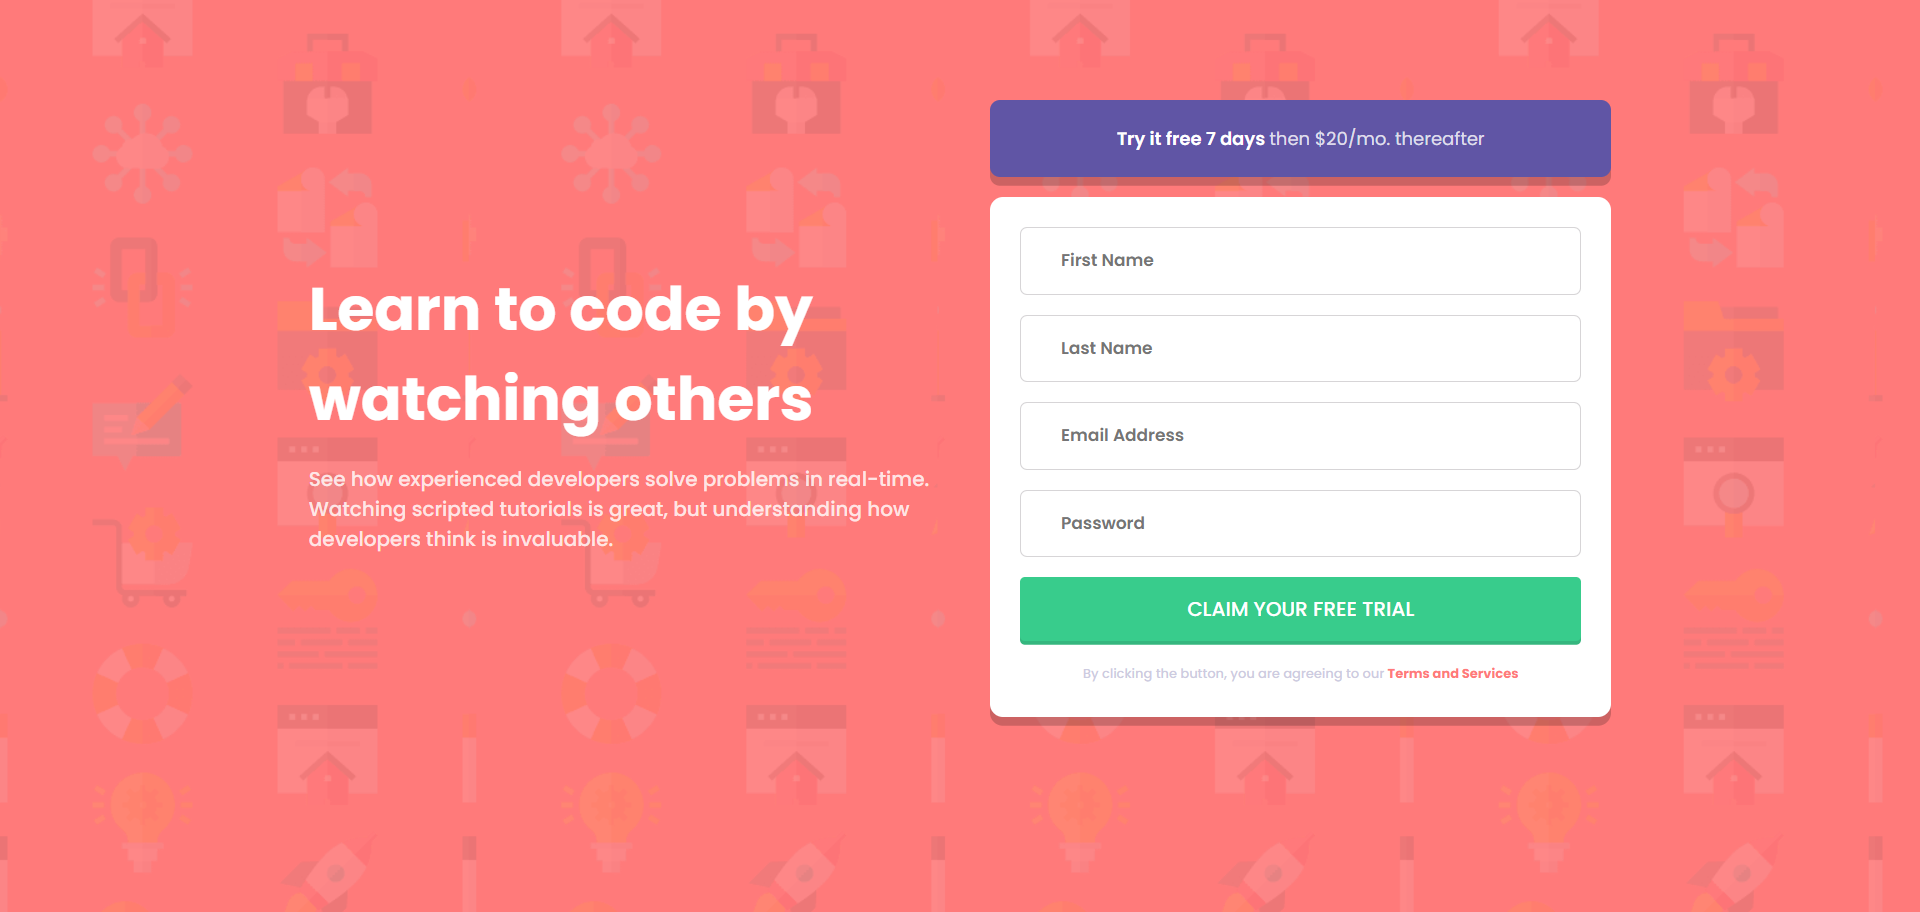 Learn to code by
watching others
See how experienced developers solve problems in real-time.
Watching scripted tutorials is great, but understanding how
developers think is invaluable.
Try it free 7 days then $20/mo. thereafter
First Name
Last Name
Email Address
Password
CLAIM YOUR FREE TRIAL
By clicking the button, you are agreeing to our Terms and Services